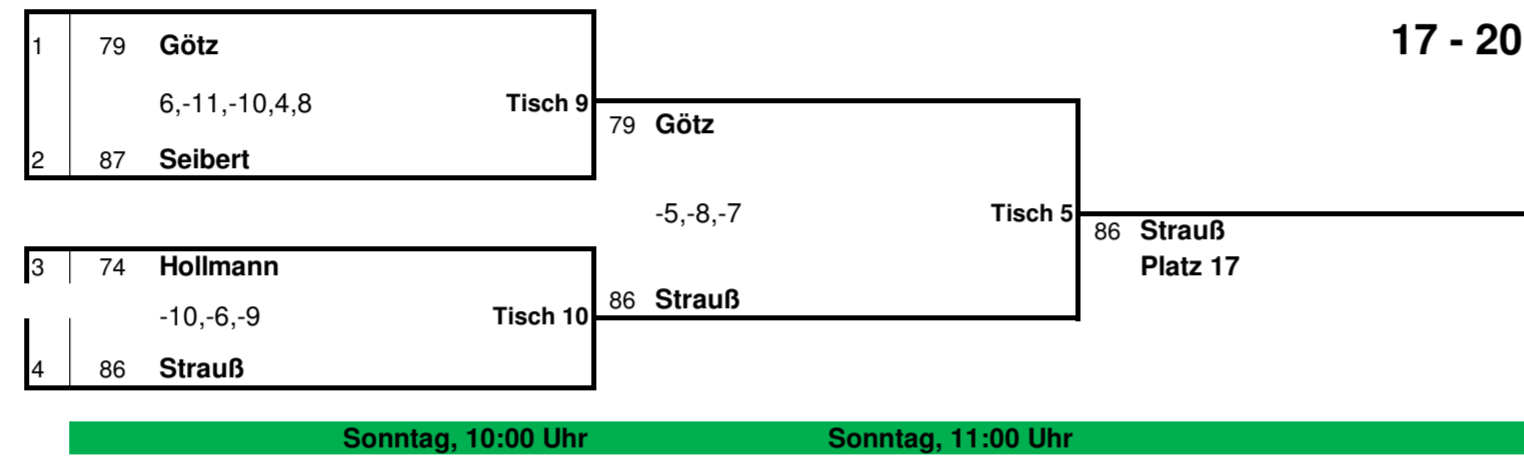 17 - 20
1 79 Götz
6,-11,-10,4,8 Tisch 9
79 Götz
2 87 Seibert
-5,-8,-7 Tisch 5
86 Strauß
Platz 17
3 74 Hollmann
86 Strauß
-10,-6,-9 Tisch 10
4 86 Strauß
Sonntag, 10:00 Uhr Sonntag, 11:00 Uhr